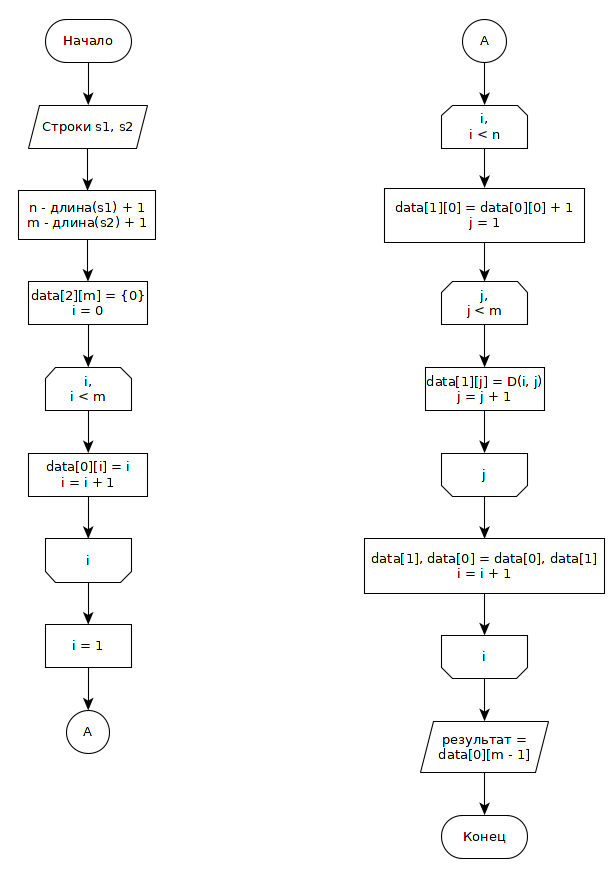 Начало
Строки s1, s2
n - длина(s1) + 1
m - длина(s2) + 1
data[2][m] = {0}
i = 0
i,
i < m
data[0][i] = i
i = i + 1
i
i = 1
A
A
i,
i < n
data[1][0] = data[0][0] + 1
j = 1
j,
j < m
data[1][j] = D(i, j)
j = j + 1
j
data[1], data[0] = data[0], data[1]
i = i + 1
i
результат =
data[0][m - 1]
Конец